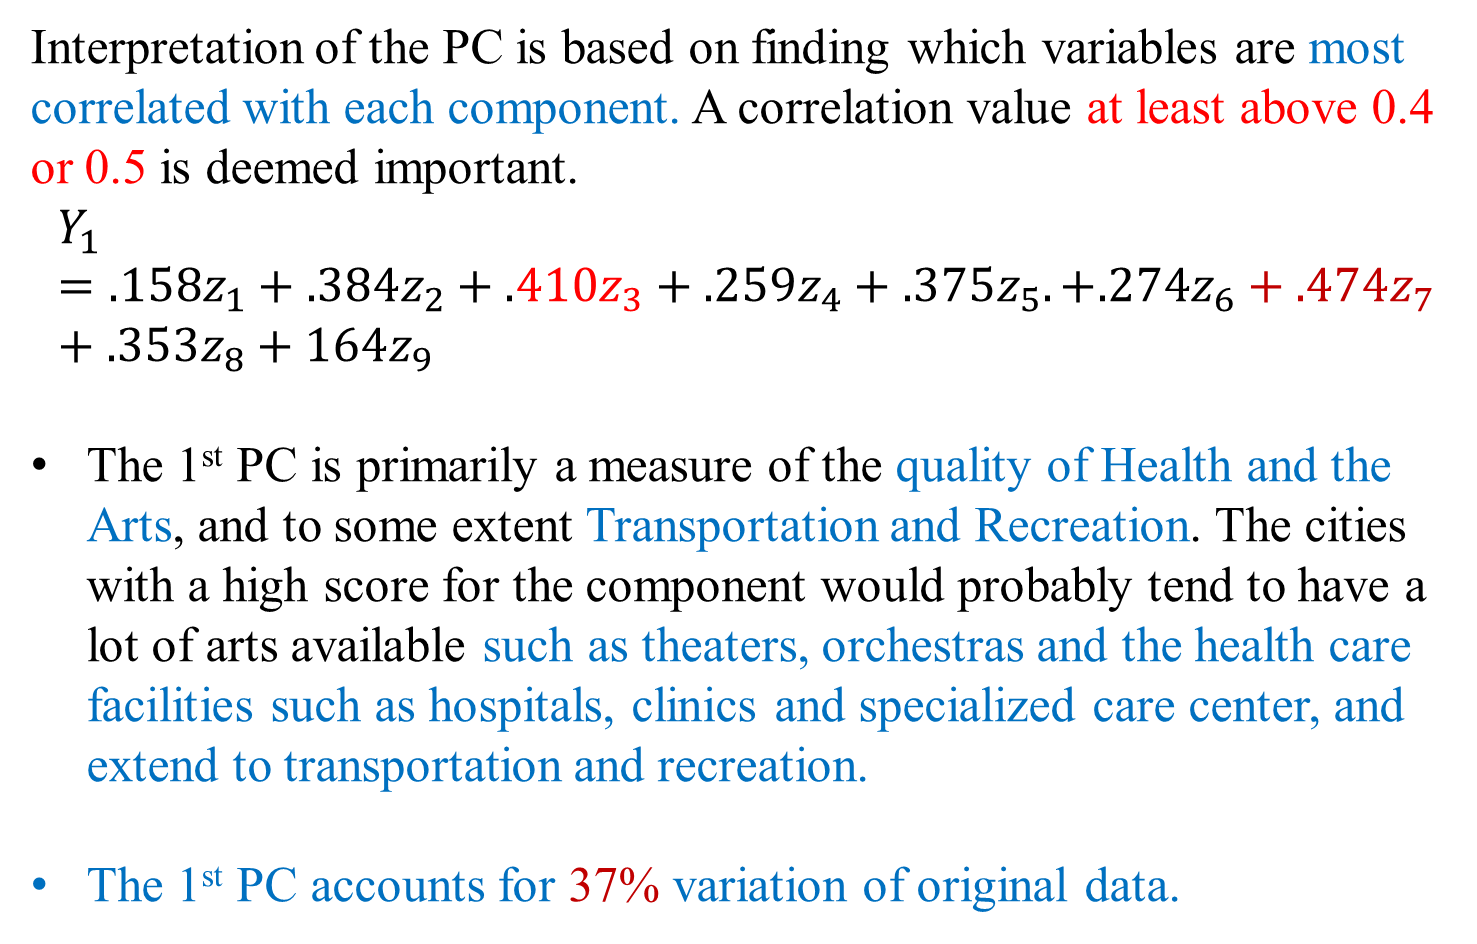 Interpretation of the PC is based on finding which variables are most
correlated with each component. A correlation value at least above 0.4
or 0.5 is deemed important.
Y₁
= .158z₁ + .384z₂ + .410z₃ + .259z₄ + .375z₅. +.274z₆ + .474z₇
+ .353z₈ + 164z₉
• The 1ˢᵗ PC is primarily a measure of the quality of Health and the
Arts, and to some extent Transportation and Recreation. The cities
with a high score for the component would probably tend to have a
lot of arts available such as theaters, orchestras and the health care
facilities such as hospitals, clinics and specialized care center, and
extend to transportation and recreation.
• The 1ˢᵗ PC accounts for 37% variation of original data.